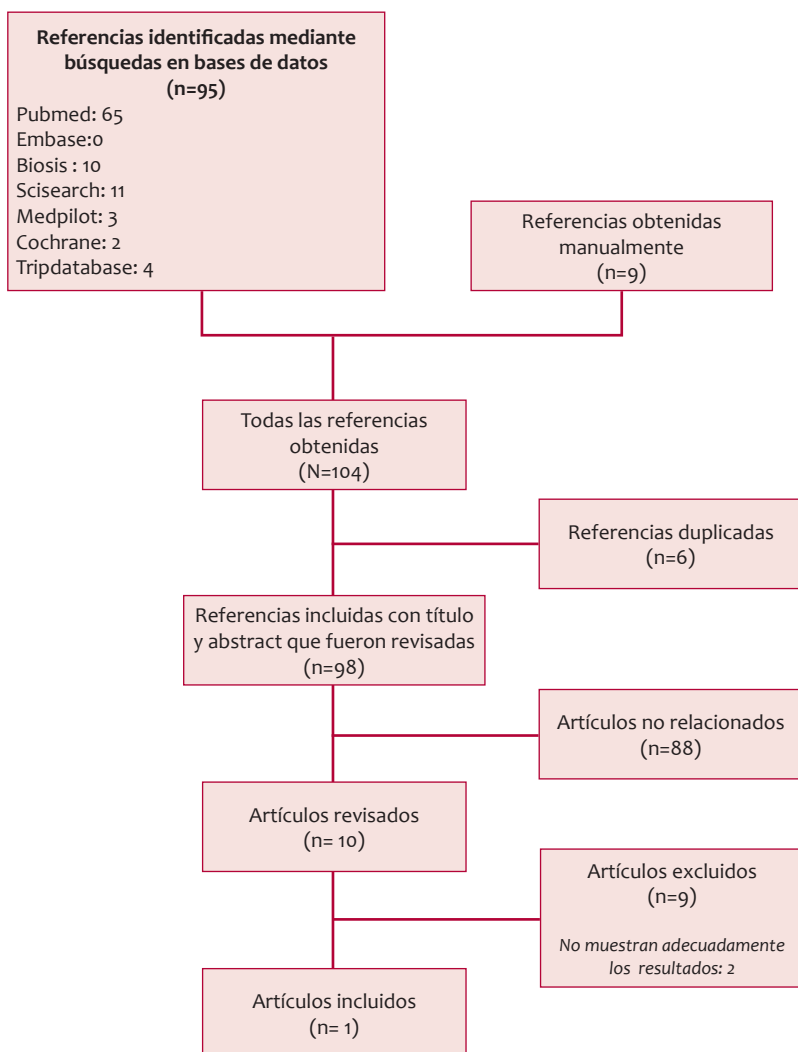 Referencias identificadas mediante
búsquedas en bases de datos
(n=95)
Pubmed: 65
Embase:0
Biosis : 10
Scisearch: 11
Medpilot: 3
Cochrane: 2
Tripdatabase: 4
Referencias obtenidas
manualmente
(n=9)
Todas las referencias
obtenidas
(N=104)
Referencias duplicadas
(n=6)
Referencias incluidas con título
y abstract que fueron revisadas
(n=98)
Artículos no relacionados
(n=88)
Artículos revisados
(n= 10)
Artículos excluidos
(n=9)
No muestran adecuadamente
los resultados: 2
Artículos incluidos
(n= 1)